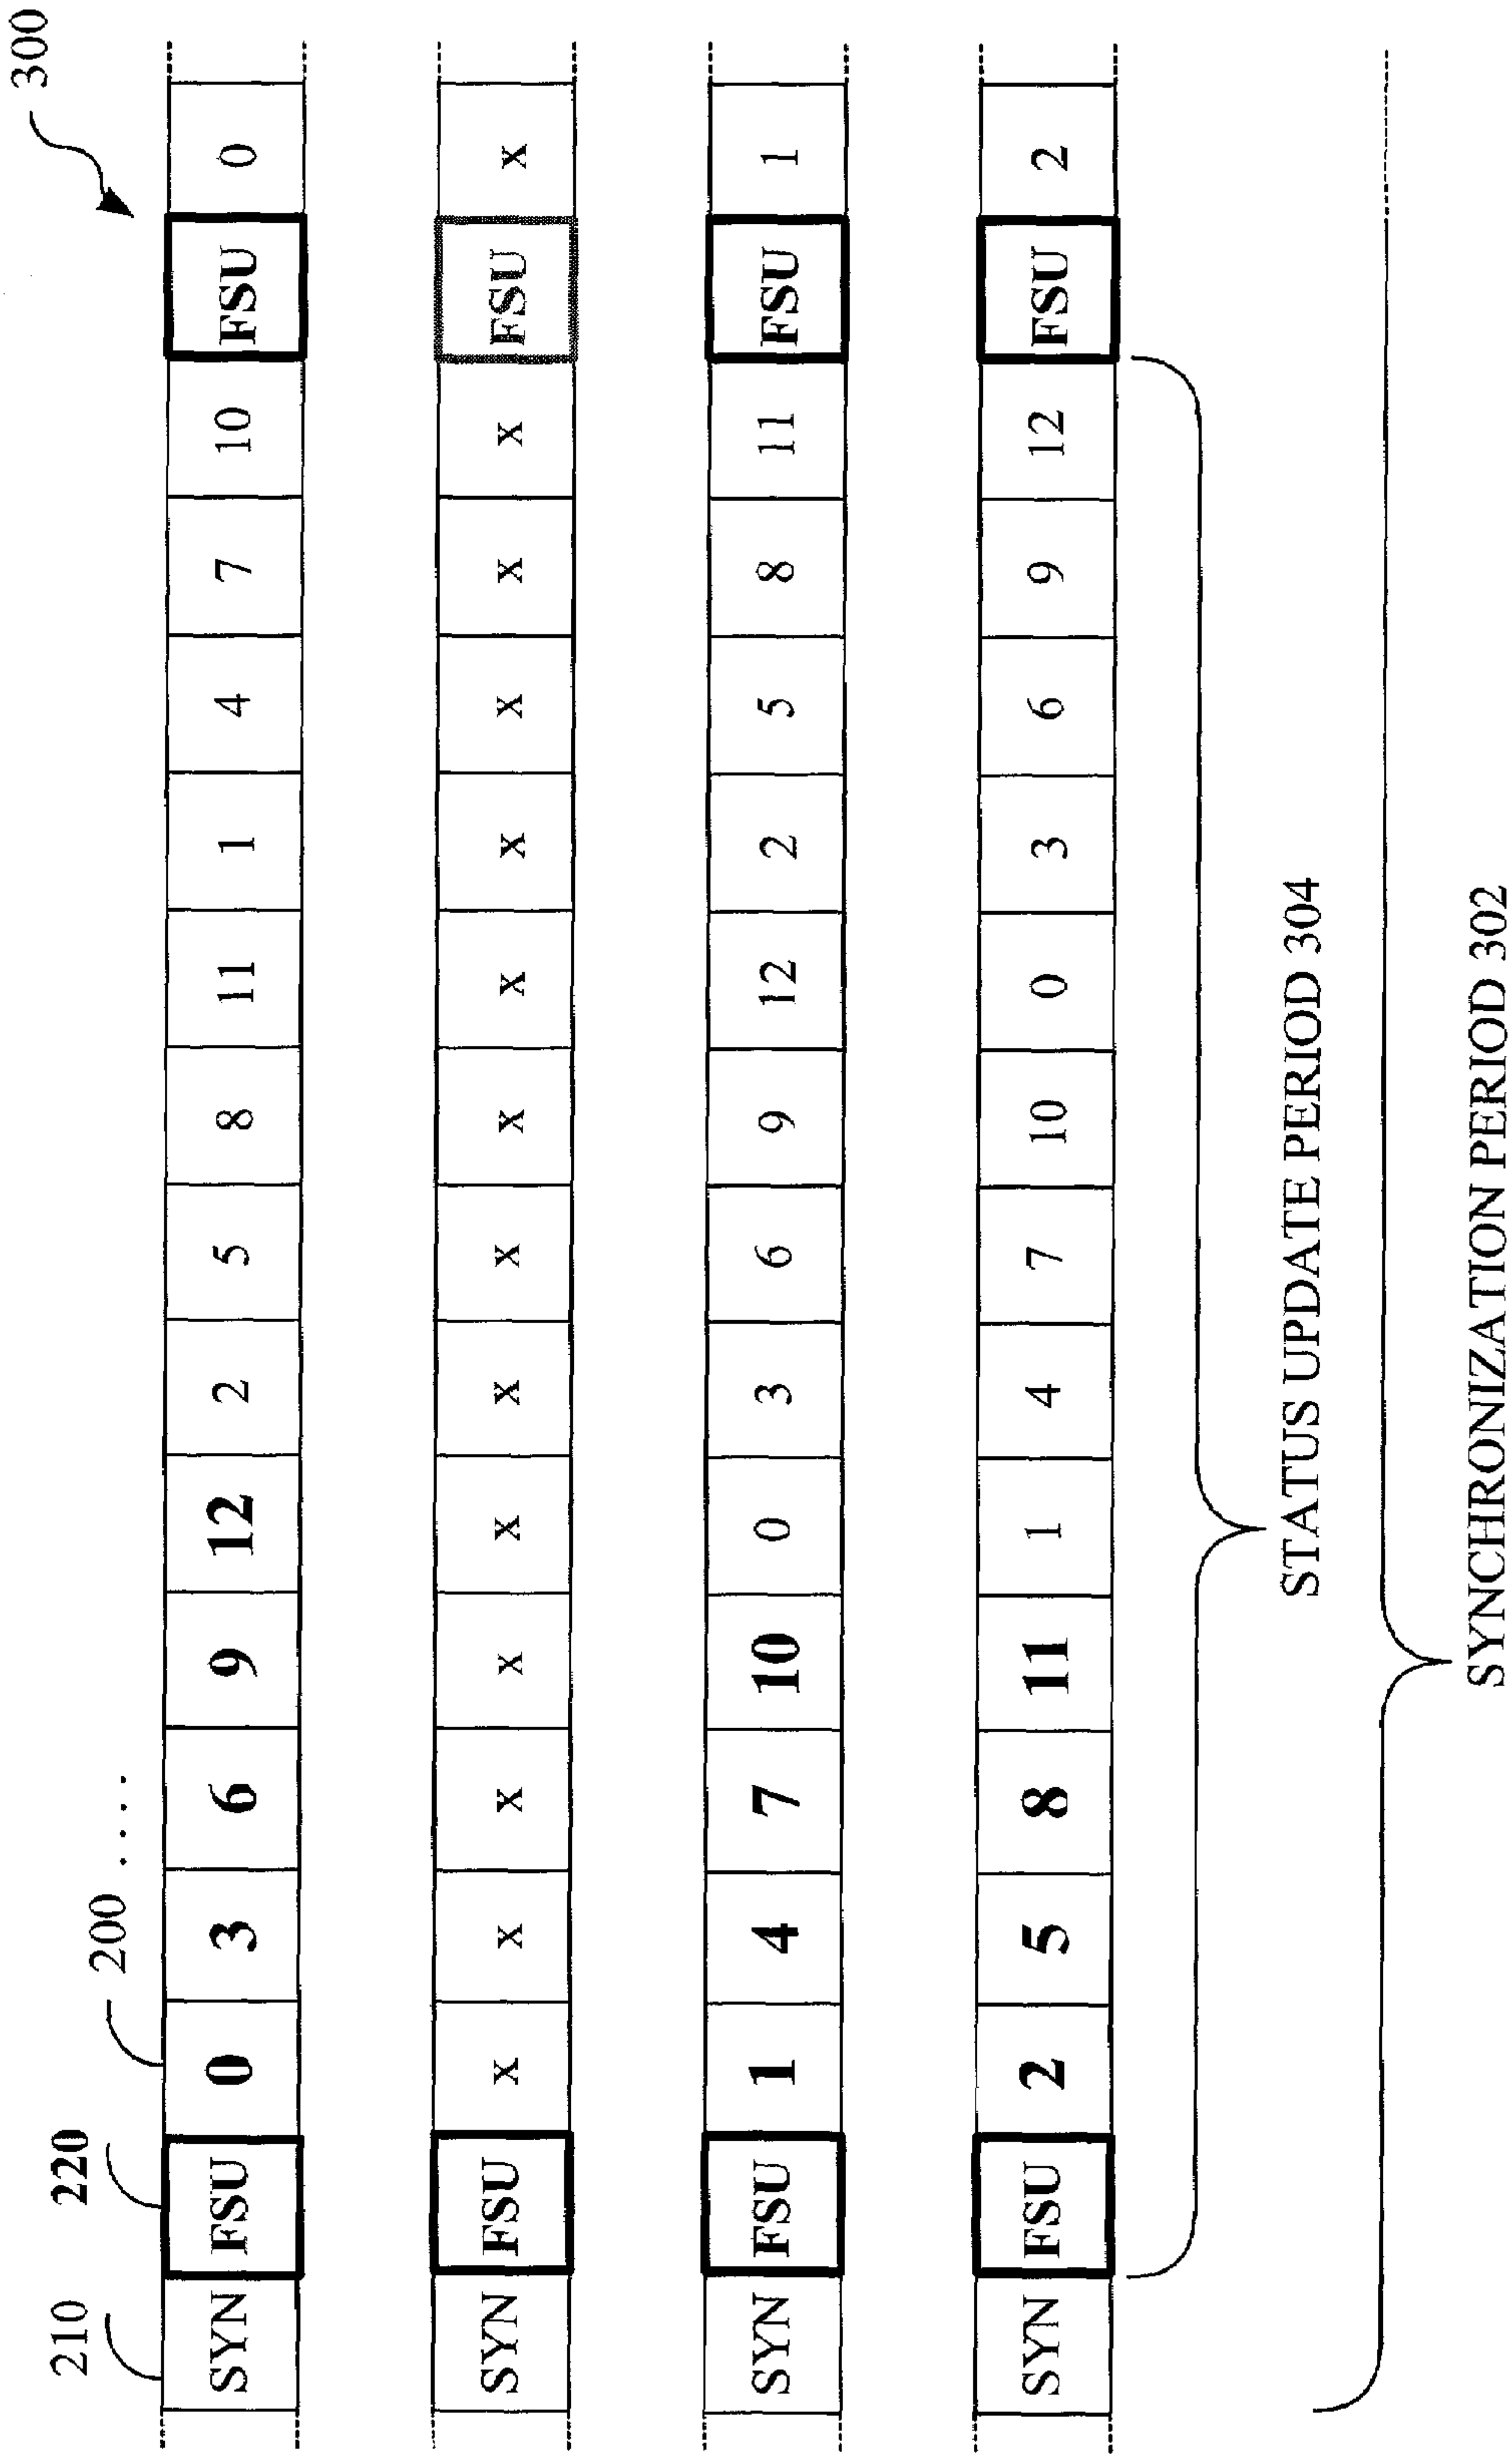 300
210 220 200 . . . .
SYN FSU 0 3 6 9 12 2 5 8 11 1 4 7 10 FSU 0
SYN FSU x x x x x x x x x x x x x FSU x
SYN FSU 1 4 7 10 0 3 6 9 12 2 5 8 11 FSU 1
SYN FSU 2 5 8 11 1 4 7 10 0 3 6 9 12 FSU 2
STATUS UPDATE PERIOD 304
SYNCHRONIZATION PERIOD 302